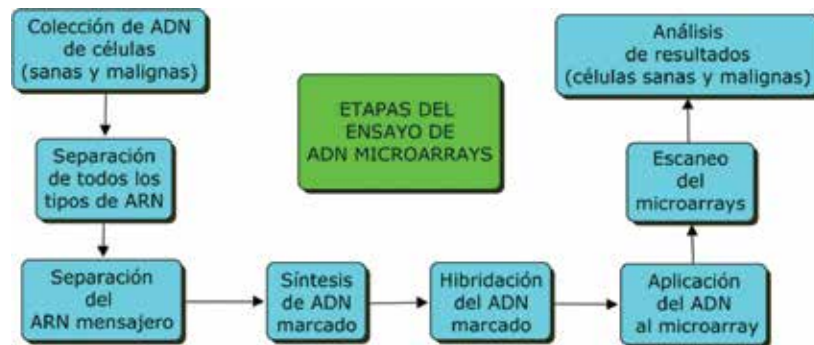 Colección de ADN
de células
(sanas y malignas)
Separación
de todos los
tipos de ARN
Separación
del
ARN mensajero
Síntesis
de ADN
marcado
Hibridación
del ADN
marcado
Aplicación
del ADN
al microarray
Escaneo
del
microarrays
Análisis
de resultados
(células sanas y malignas)
ETAPAS DEL
ENSAYO DE
ADN MICROARRAYS